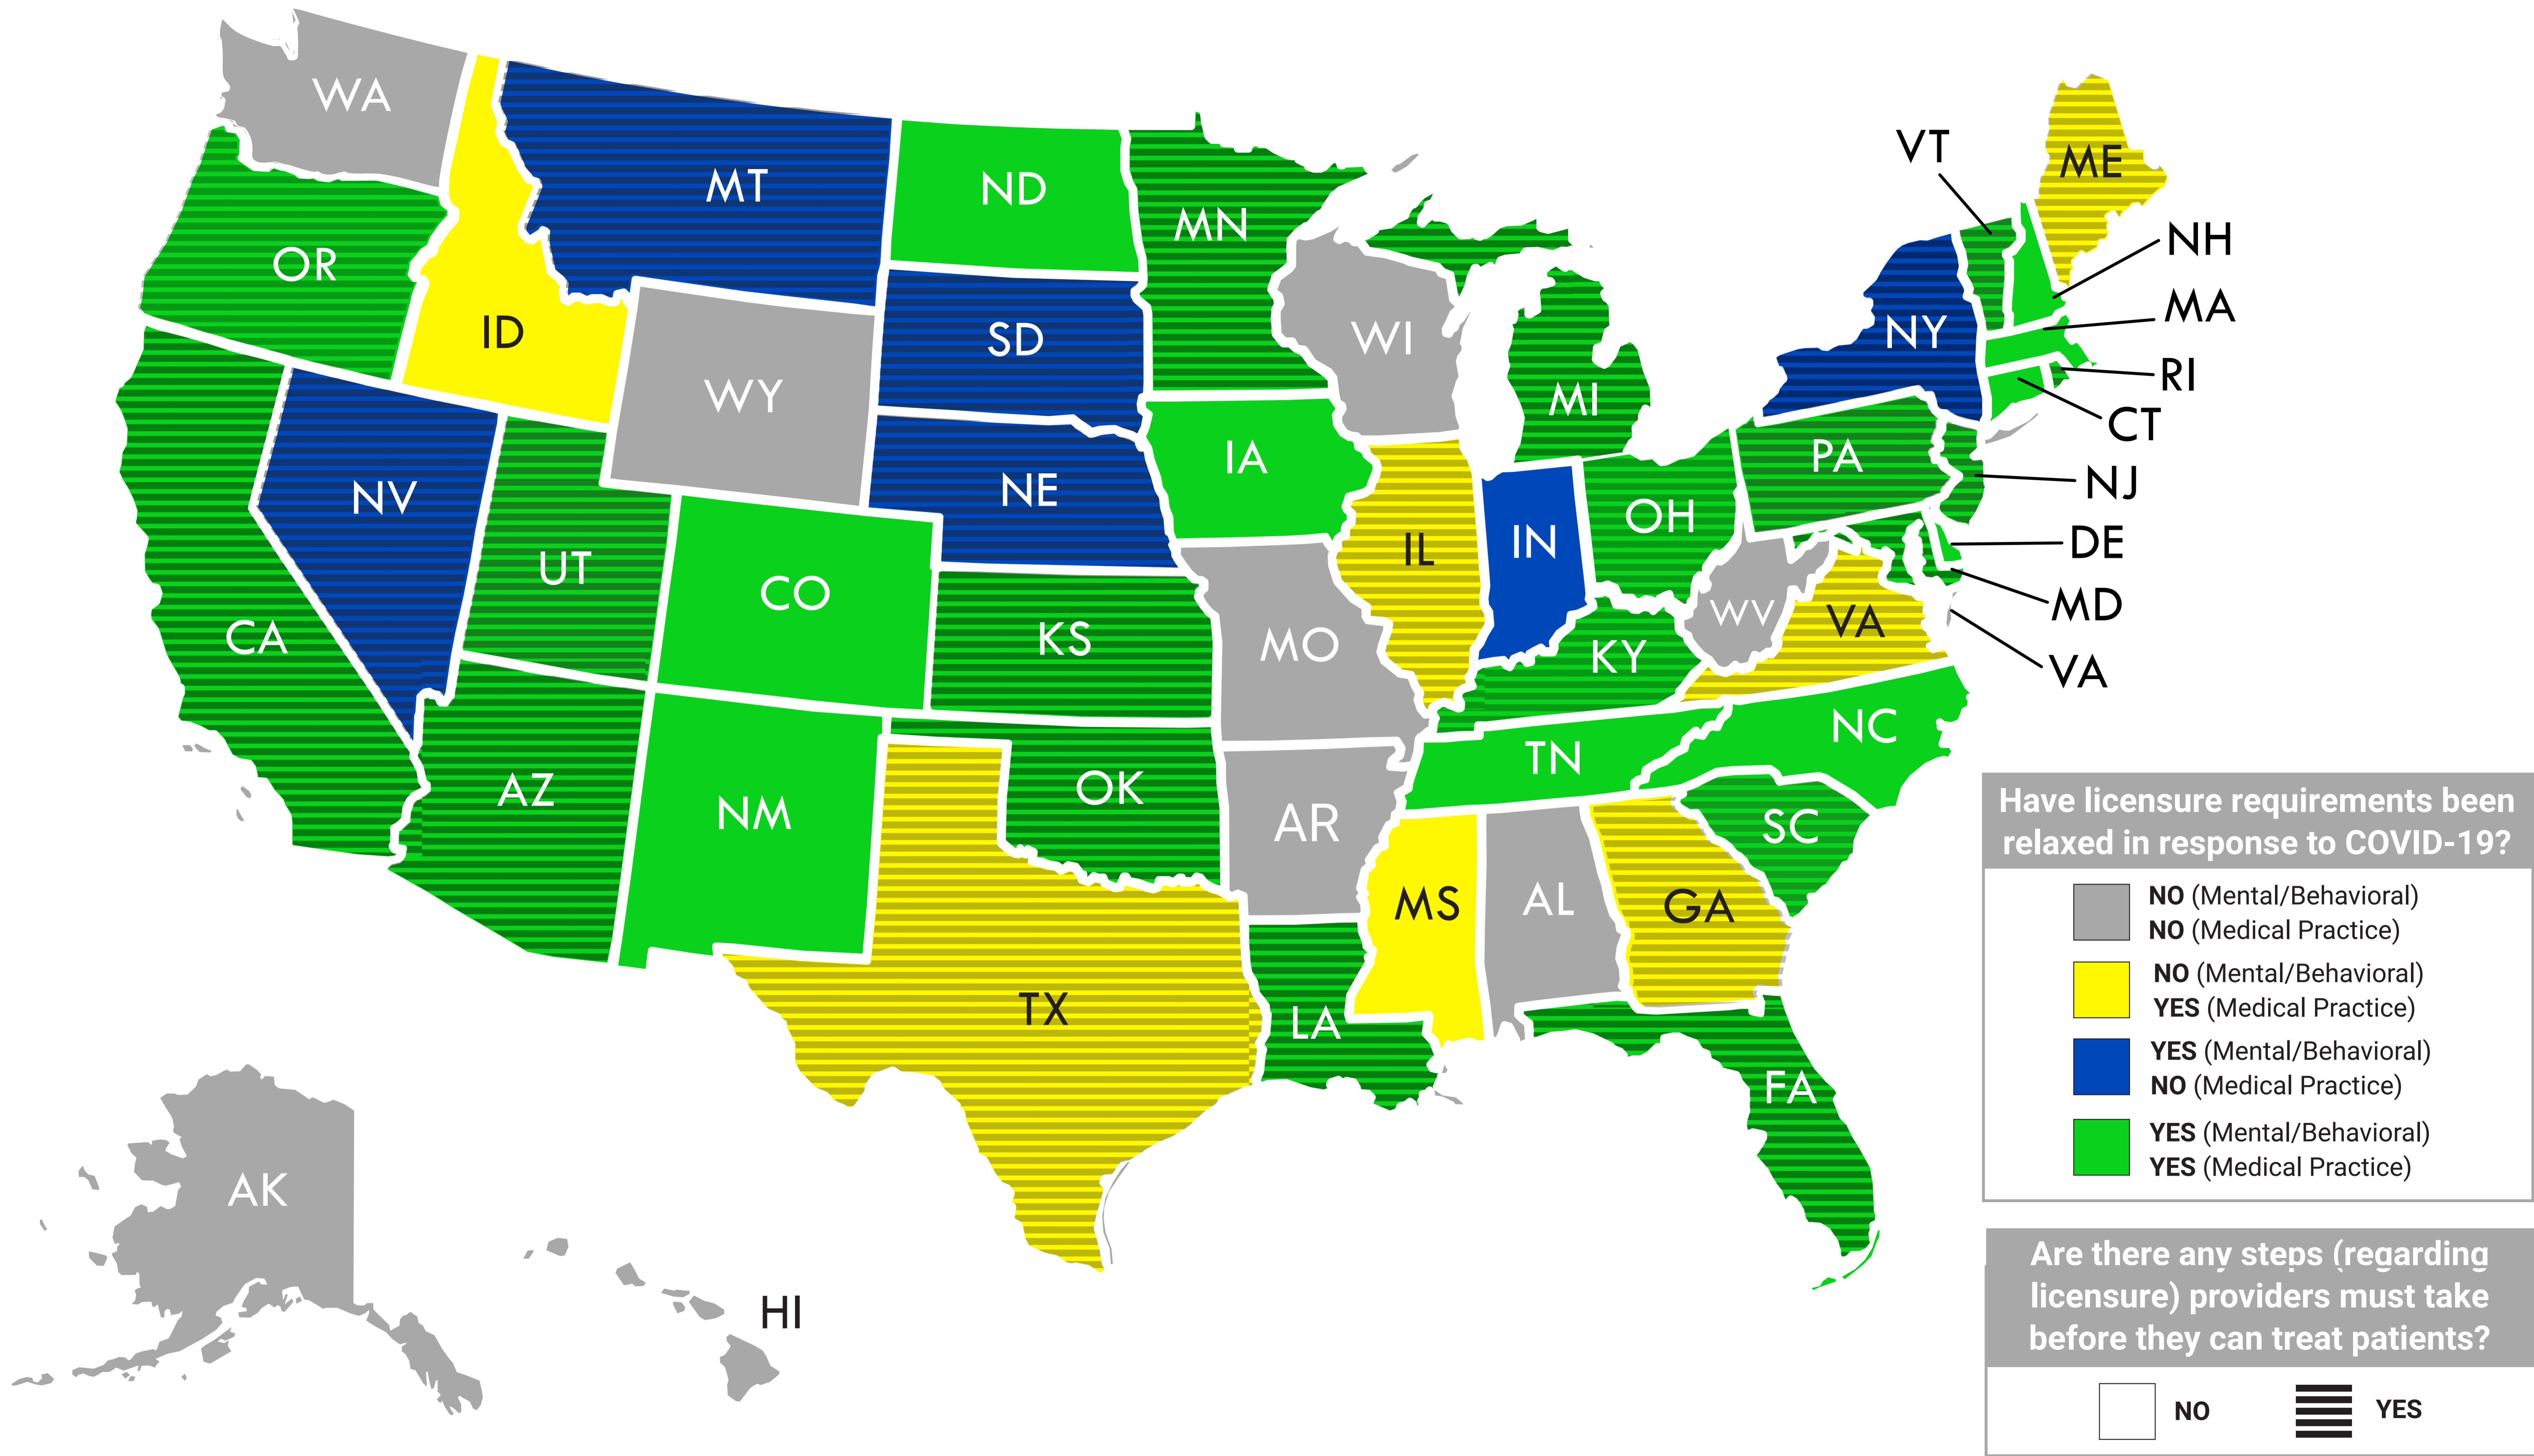 WA
MT
ND
MN
OR
ID
WY
SD
WI
MI
VT
ME
NH
MA
RI
CT
NY
PA
NJ
DE
MD
VA
NV
UT
CO
NE
IA
IL
IN
OH
WV
VA
CA
KS
MO
KY
NC
TN
AZ
NM
OK
AR
SC
MS
AL
GA
TX
LA
FA
AK
HI
Have licensure requirements been
relaxed in response to COVID-19?
NO (Mental/Behavioral)
NO (Medical Practice)
NO (Mental/Behavioral)
YES (Medical Practice)
YES (Mental/Behavioral)
NO (Medical Practice)
YES (Mental/Behavioral)
YES (Medical Practice)
Are there any steps (regarding
licensure) providers must take
before they can treat patients?
NO
YES